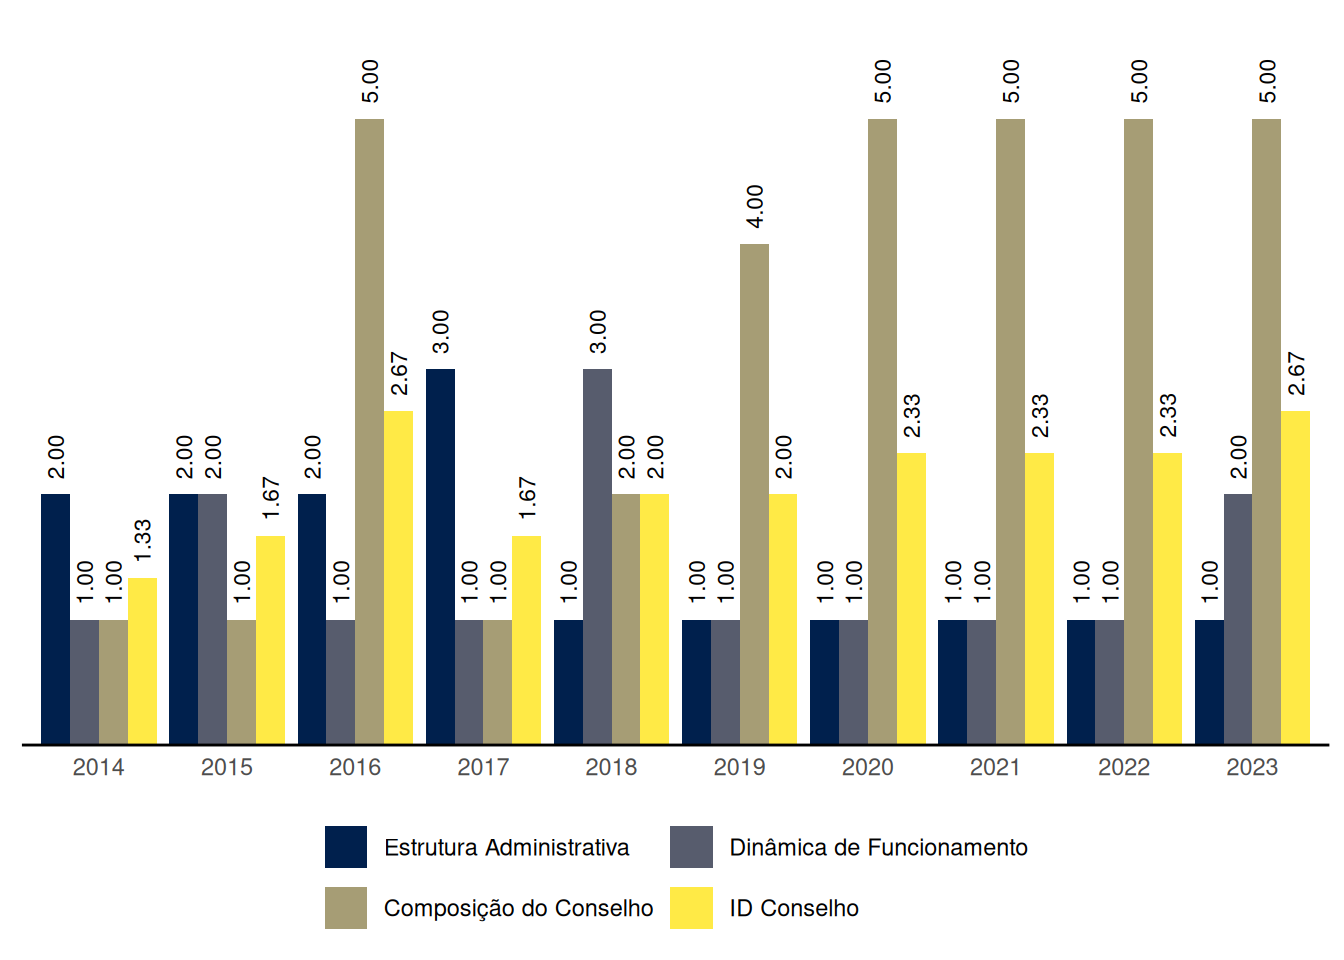 2.00 1.00 1.00 1.33 2.00 2.00 1.00 1.67 2.00 1.00 5.00 2.67 3.00 1.00 1.00 1.67 1.00 3.00 2.00 2.00 1.00 1.00 4.00 2.00 1.00 1.00 5.00 2.33 1.00 1.00 5.00 2.33 1.00 1.00 5.00 2.33 1.00 2.00 5.00 2.67
2014 2015 2016 2017 2018 2019 2020 2021 2022 2023
Estrutura Administrativa Dinâmica de Funcionamento
Composição do Conselho ID Conselho